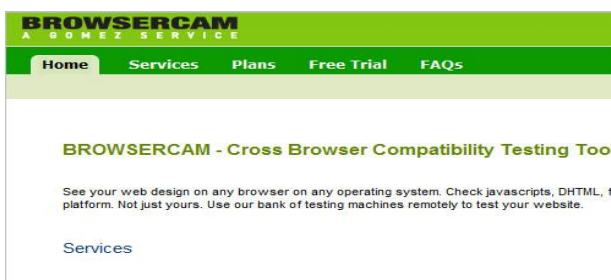 BROWSERCAM
A GOMEZ SERVICE
Home Services Plans Free Trial FAQs
BROWSERCAM - Cross Browser Compatibility Testing
See your web design on any browser on any operating system. Check javascripts, DHTML,
platform. Not just yours. Use our bank of testing machines remotely to test your website.
Services